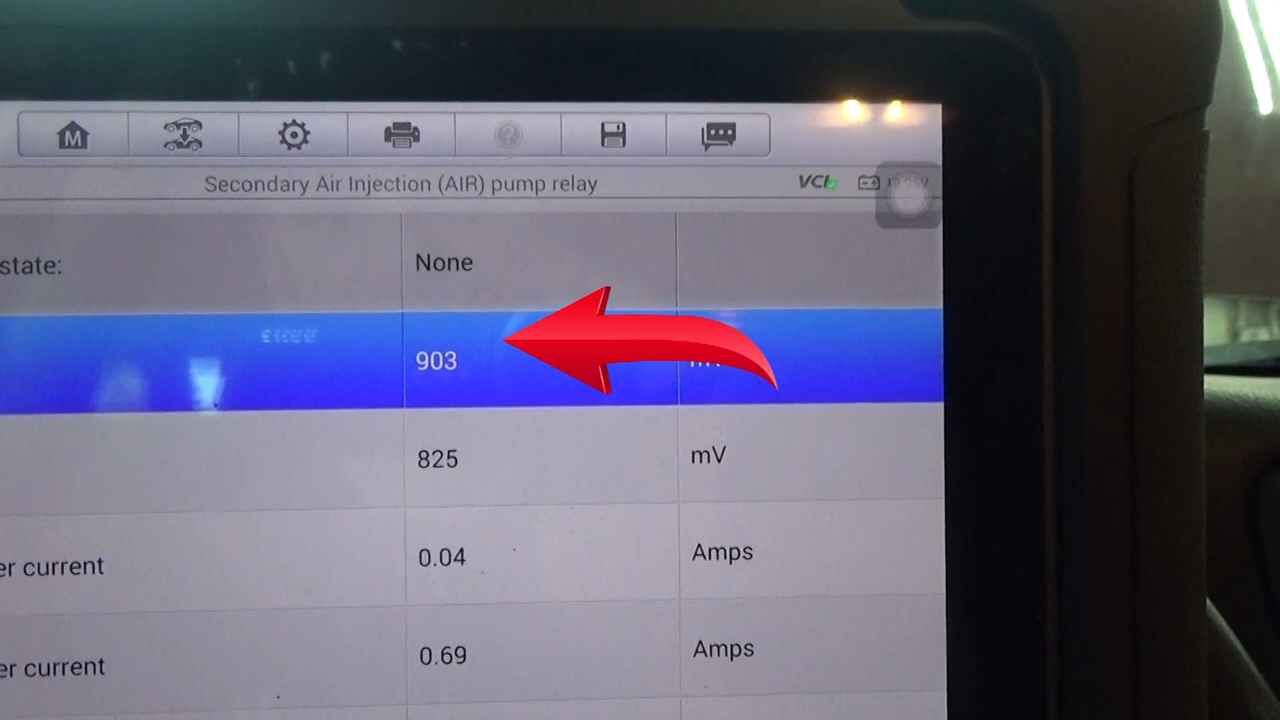 M
Secondary Air Injection (AIR) pump relay
VCI
state:
None
903
825
mV
er current
0.04
Amps
er current
0.69
Amps